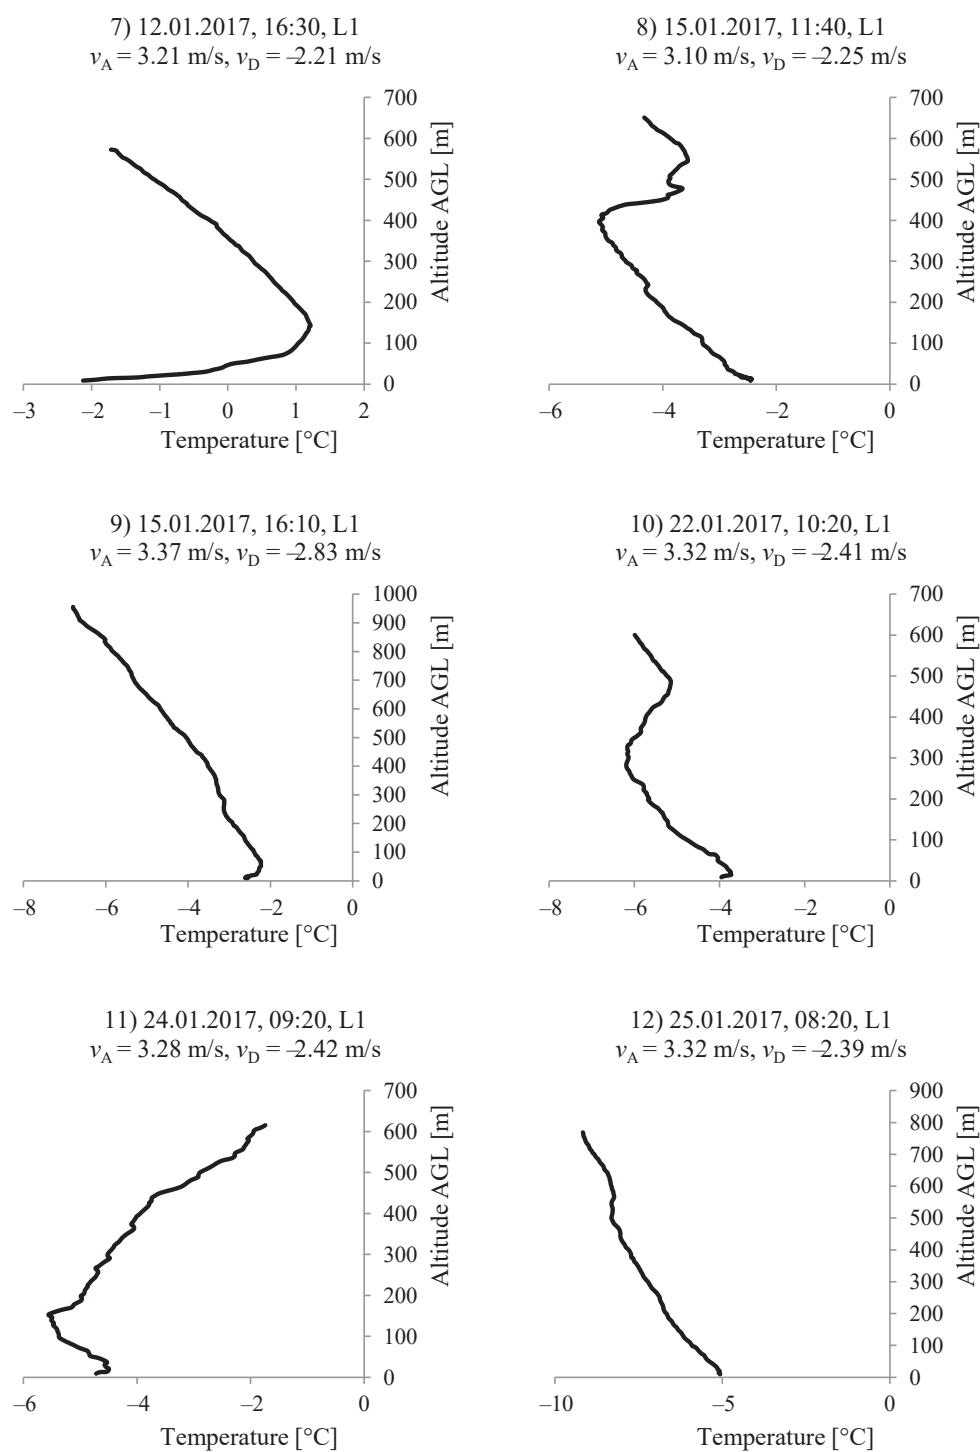 7) 12.01.2017, 16:30, L1
vA = 3.21 m/s, vD = –2.21 m/s
700
600
500
400
300
200
100
0
Altitude AGL [m]
–3 –2 –1 0 1 2
Temperature [°C]
8) 15.01.2017, 11:40, L1
vA = 3.10 m/s, vD = –2.25 m/s
700
600
500
400
300
200
100
0
Altitude AGL [m]
–6 –4 –2 0
Temperature [°C]
9) 15.01.2017, 16:10, L1
vA = 3.37 m/s, vD = –2.83 m/s
1000
900
800
700
600
500
400
300
200
100
0
Altitude AGL [m]
–8 –6 –4 –2 0
Temperature [°C]
10) 22.01.2017, 10:20, L1
vA = 3.32 m/s, vD = –2.41 m/s
700
600
500
400
300
200
100
0
Altitude AGL [m]
–8 –6 –4 –2 0
Temperature [°C]
11) 24.01.2017, 09:20, L1
vA = 3.28 m/s, vD = –2.42 m/s
700
600
500
400
300
200
100
0
Altitude AGL [m]
–6 –4 –2 0
Temperature [°C]
12) 25.01.2017, 08:20, L1
vA = 3.32 m/s, vD = –2.39 m/s
900
800
700
600
500
400
300
200
100
0
Altitude AGL [m]
–10 –5 0
Temperature [°C]